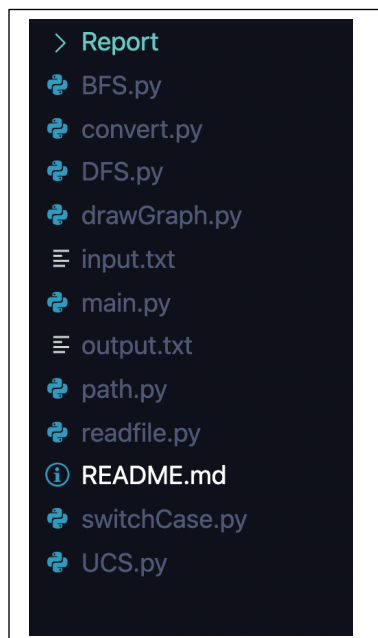 Report
BFS.py
convert.py
DFS.py
drawGraph.py
input.txt
main.py
output.txt
path.py
readfile.py
README.md
switchCase.py
UCS.py